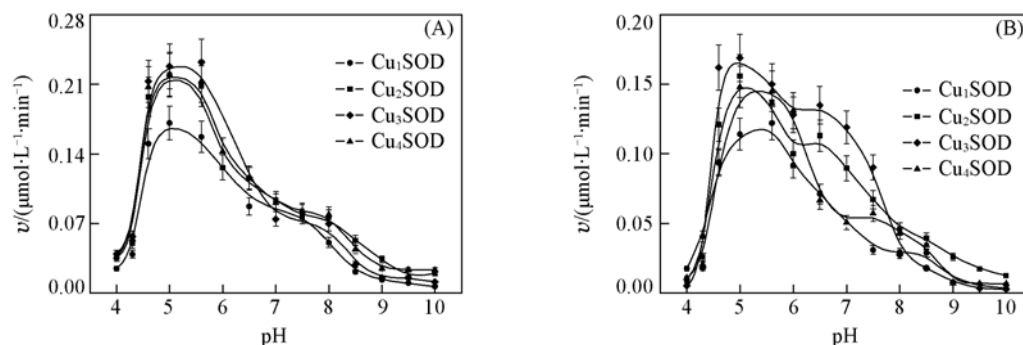 (A)
0.28
0.21
0.14
0.07
0.00
v/(μmol·L⁻¹·min⁻¹)
Cu₁SOD
Cu₂SOD
Cu₃SOD
Cu₄SOD
4 5 6 7 8 9 10
pH
(B)
0.20
0.15
0.10
0.05
0.00
v/(μmol·L⁻¹·min⁻¹)
Cu₁SOD
Cu₂SOD
Cu₃SOD
Cu₄SOD
4 5 6 7 8 9 10
pH